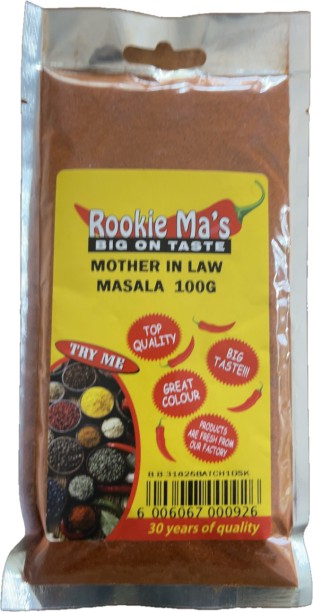 Rookie Ma's
BIG ON TASTE
MOTHER IN LAW
MASALA 100G
TOP
QUALITY
BIG
TASTE!!!
TRY ME
GREAT
COLOUR
PRODUCTS
ARE FRESH FROM
OUR FACTORY
6 006067 000926
30 years of quality